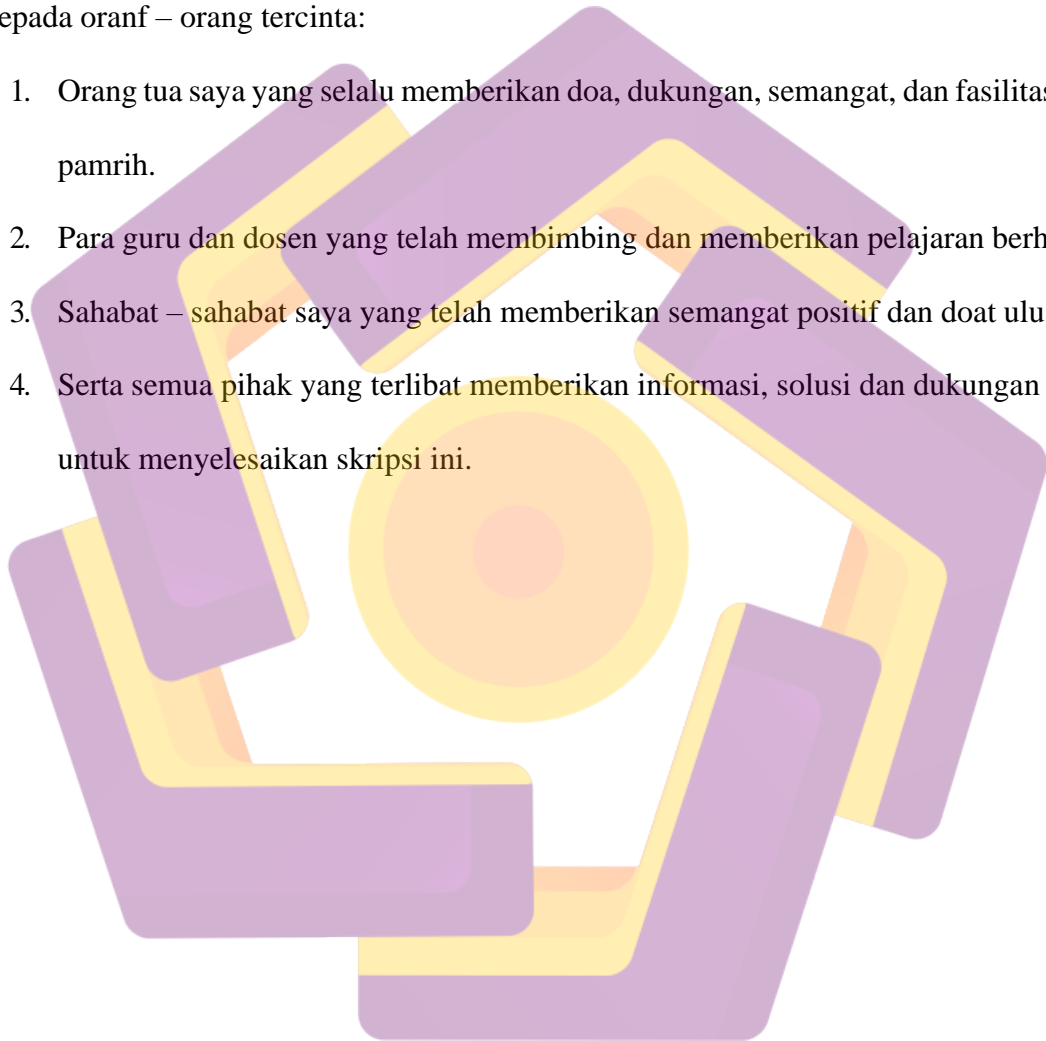 epada oranf – orang tercinta:
1. Orang tua saya yang selalu memberikan doa, dukungan, semangat, dan fasilitas
pamrih.
2. Para guru dan dosen yang telah membimbing dan memberikan pelajaran berh
3. Sahabat – sahabat saya yang telah memberikan semangat positif dan doat ulu
4. Serta semua pihak yang terlibat memberikan informasi, solusi dan dukungan
untuk menyelesaikan skripsi ini.